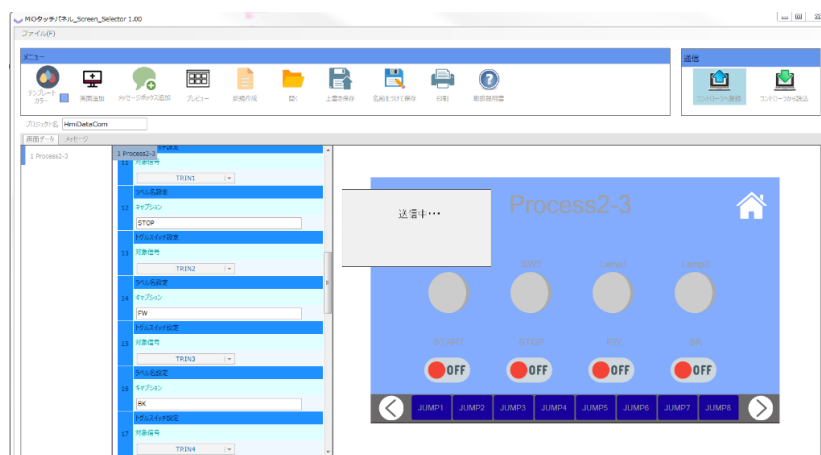 MiOタッチパネル_Screen_Selector 1.00
ファイル(F)
メニュー
送信
テンプレート
カラー
画面追加
メッセージボックス追加
プレビュー
新規作成
開く
上書き保存
名前をつけて保存
印刷
取扱説明書
コントローラへ転送
コントローラから読込
プロジェクト名 HmiDataCom
画面データ メッセージ
1 Process2-3
1 Process2-3
11 対象信号
TRIN1
ラベル名設定
12 キャプション
STOP
トグルスイッチ設定
13 対象信号
TRIN2
ラベル名設定
14 キャプション
FW
トグルスイッチ設定
15 対象信号
TRIN3
ラベル名設定
16 キャプション
BK
トグルスイッチ設定
17 対象信号
TRIN4
送信中・・・
Process2-3
SW2 Lamp1 Lamp2
START STOP FW BK
OFF OFF OFF OFF
JUMP1 JUMP2 JUMP3 JUMP4 JUMP5 JUMP6 JUMP7 JUMP8